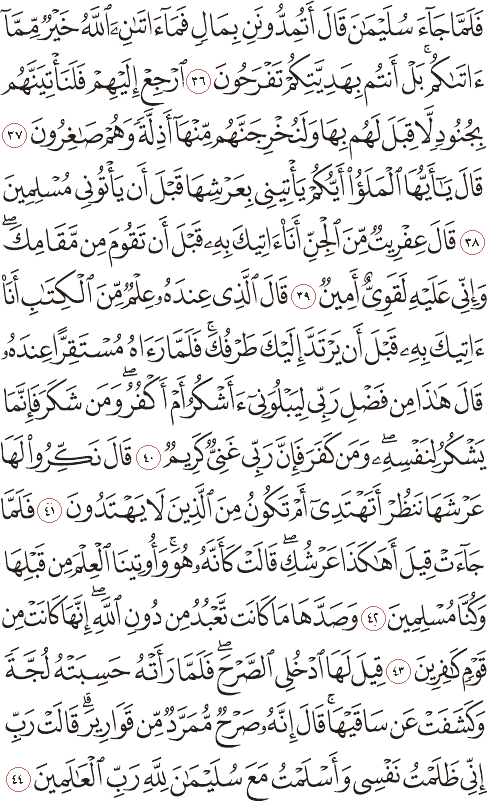 فَلَمَّا جَآءَ سُلَيْمَٰنَ قَالَ أَتُمِدُّونَنِ بِمَالٍ فَمَآ ءَاتَىٰنِۦَ ٱللَّهُ خَيْرٌ مِّمَّآ
ءَاتَىٰكُمۚ بَلْ أَنتُم بِهَدِيَّتِكُمْ تَفْرَحُونَ ٣٦ ٱرْجِعْ إِلَيْهِمْ فَلَنَأْتِيَنَّهُم
بِجُنُودٍ لَّا قِبَلَ لَهُم بِهَا وَلَنُخْرِجَنَّهُم مِّنْهَآ أَذِلَّةً وَهُمْ صَٰغِرُونَ ٣٧
قَالَ يَٰٓأَيُّهَا ٱلْمَلَؤُا۟ أَيُّكُمْ يَأْتِينِى بِعَرْشِهَا قَبْلَ أَن يَأْتُونِى مُسْلِمِينَ
٣٨ قَالَ عِفْرِيتٌ مِّنَ ٱلْجِنِّ أَنَا۠ ءَاتِيكَ بِهِۦ قَبْلَ أَن تَقُومَ مِن مَّقَامِكَۖ
وَإِنِّى عَلَيْهِ لَقَوِىٌّ أَمِينٌ ٣٩ قَالَ ٱلَّذِى عِندَهُۥ عِلْمٌ مِّنَ ٱلْكِتَٰبِ أَنَا۠
ءَاتِيكَ بِهِۦ قَبْلَ أَن يَرْتَدَّ إِلَيْكَ طَرْفُكَۚ فَلَمَّا رَءَاهُ مُسْتَقِرًّا عِندَهُۥ
قَالَ هَٰذَا مِن فَضْلِ رَبِّى لِيَبْلُوَنِىٓ ءَأَشْكُرُ أَمْ أَكْفُرُۖ وَمَن شَكَرَ فَإِنَّمَا
يَشْكُرُ لِنَفْسِهِۦۖ وَمَن كَفَرَ فَإِنَّ رَبِّى غَنِىٌّ كَرِيمٌ ٤٠ قَالَ نَكِّرُوا۟ لَهَا
عَرْشَهَا نَنظُرْ أَتَهْتَدِىٓ أَمْ تَكُونُ مِنَ ٱلَّذِينَ لَا يَهْتَدُونَ ٤١ فَلَمَّا
جَآءَتْ قِيلَ أَهَٰكَذَا عَرْشُكِۖ قَالَتْ كَأَنَّهُۥ هُوَۚ وَأُوتِينَا ٱلْعِلْمَ مِن قَبْلِهَا
وَكُنَّا مُسْلِمِينَ ٤٢ وَصَدَّهَا مَا كَانَت تَّعْبُدُ مِن دُونِ ٱللَّهِۖ إِنَّهَا كَانَتْ مِن
قَوْمٍ كَٰفِرِينَ ٤٣ قِيلَ لَهَا ٱدْخُلِى ٱلصَّرْحَۖ فَلَمَّا رَأَتْهُ حَسِبَتْهُ لُجَّةً
وَكَشَفَتْ عَن سَاقَيْهَاۚ قَالَ إِنَّهُۥ صَرْحٌ مُّمَرَّدٌ مِّن قَوَارِيرَۗ قَالَتْ رَبِّ
إِنِّى ظَلَمْتُ نَفْسِى وَأَسْلَمْتُ مَعَ سُلَيْمَٰنَ لِلَّهِ رَبِّ ٱلْعَٰلَمِينَ ٤٤